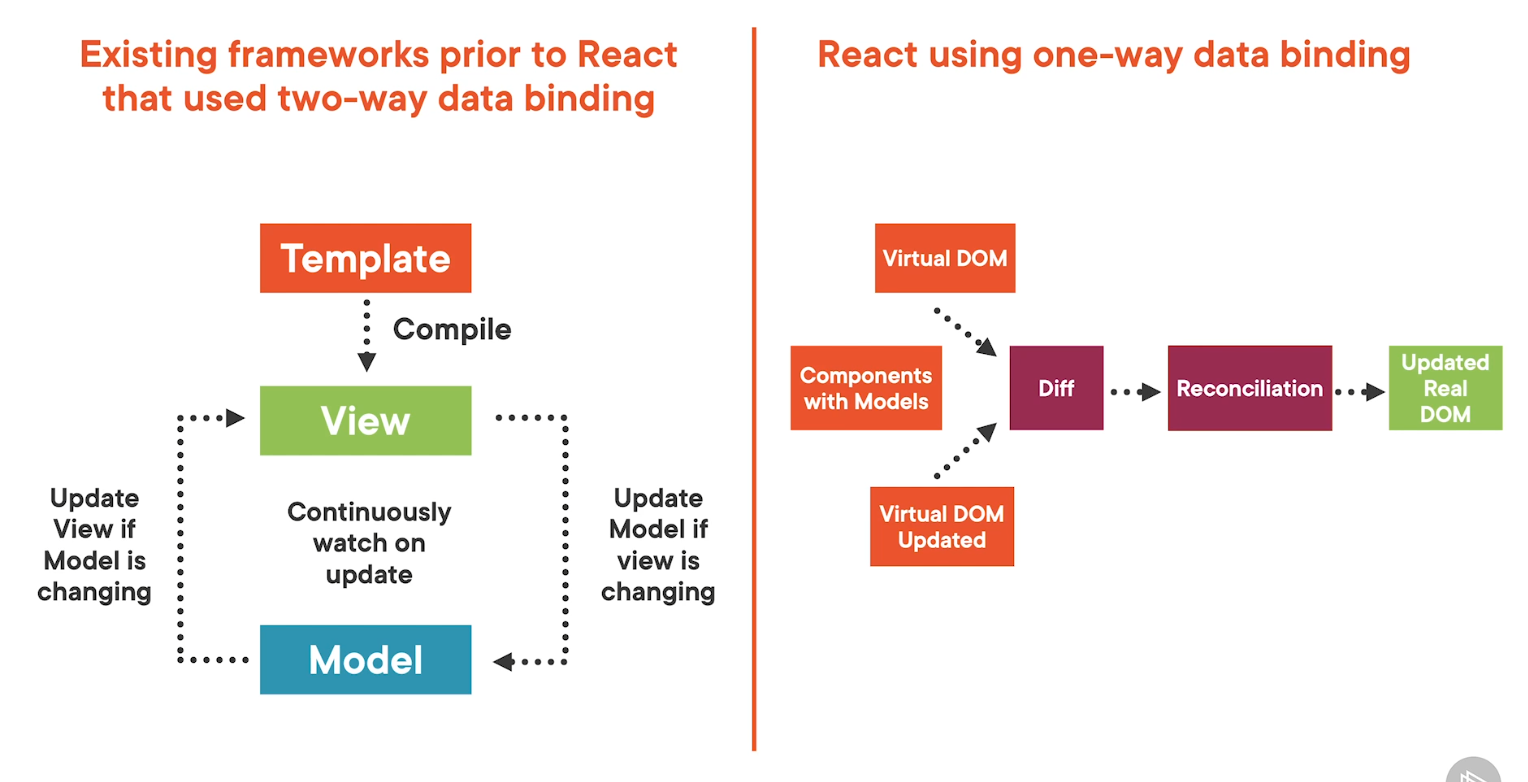 Existing frameworks prior to React
that used two-way data binding
Template
Compile
View
Update
View if
Model is
changing
Continuously
watch on
update
Update
Model if
view is
changing
Model
React using one-way data binding
Virtual DOM
Components
with Models
Diff
Reconciliation
Updated
Real
DOM
Virtual DOM
Updated